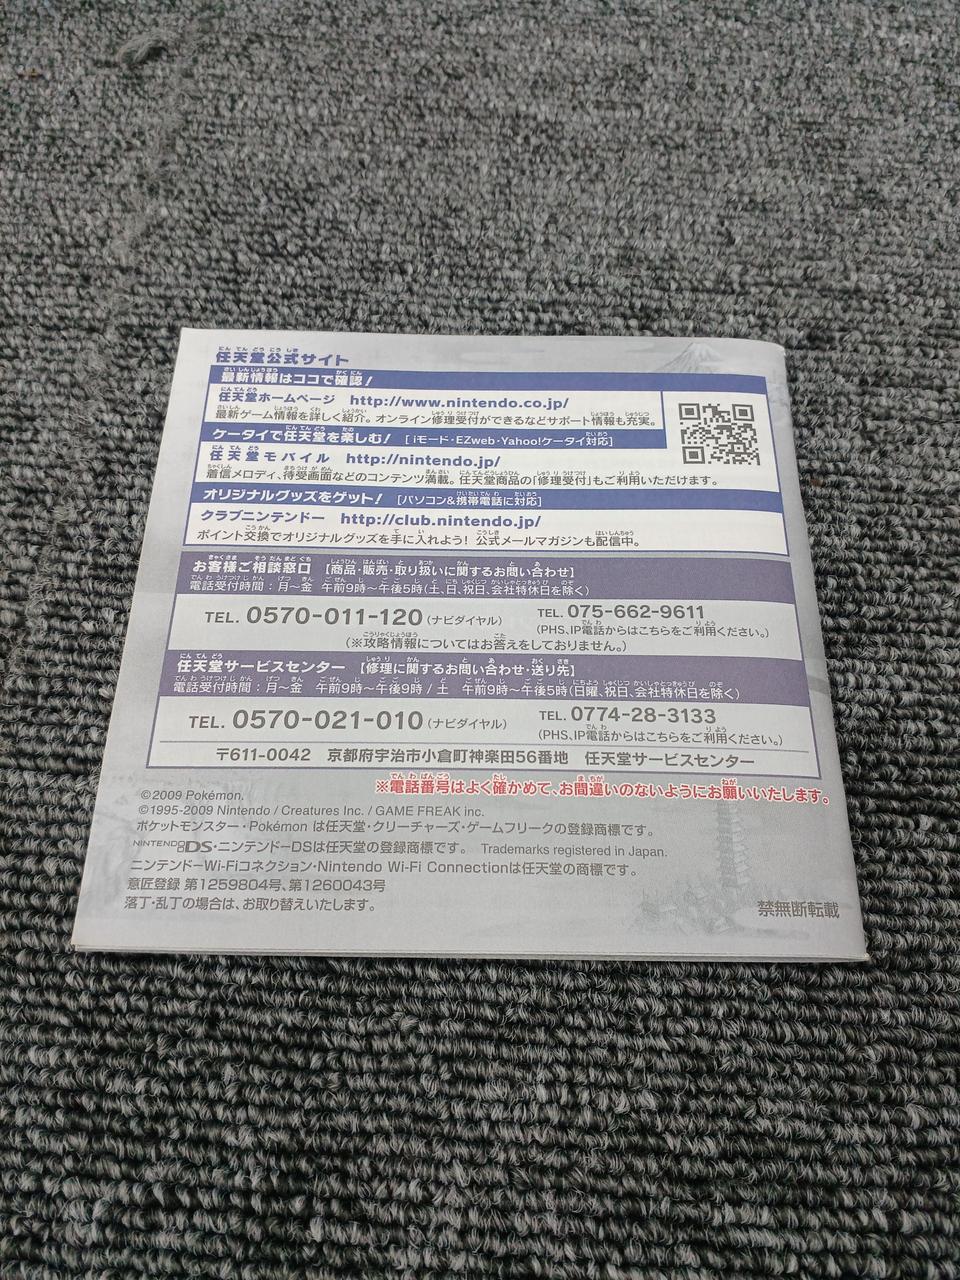 任天堂公式サイト
最新情報はココで確認!
任天堂ホームページ http://www.nintendo.co.jp/
最新ゲーム情報を詳しく紹介。オンライン修理受付ができるなどサポート情報も充実。
ケータイで任天堂を楽しむ! [iモード・EZweb・Yahoo!ケータイ対応]
任天堂モバイル http://nintendo.jp/
着信メロディ、待受画面などのコンテンツ満載。任天堂商品の「修理受付」もご利用いただけます。
オリジナルグッズをゲット! [パソコン&携帯電話に対応]
クラブニンテンドー http://club.nintendo.jp/
ポイント交換でオリジナルグッズを手に入れよう! 公式メールマガジンも配信中。
お客様ご相談窓口 【商品・販売・取り扱いに関するお問い合わせ】
電話受付時間:月〜金 午前9時〜午後5時(土、日、祝日、会社特休日を除く)
TEL. 0570-011-120(ナビダイヤル) TEL. 075-662-9611
(PHS、IP電話からはこちらをご利用ください。)
(※攻略情報についてはお答えをしておりません。)
任天堂サービスセンター 【修理に関するお問い合わせ・送り先】
電話受付時間:月〜金 午前9時〜午後9時/土 午前9時〜午後5時(日曜、祝日、会社特休日を除く)
TEL. 0570-021-010(ナビダイヤル) TEL. 0774-28-3133
(PHS、IP電話からはこちらをご利用ください。)
〒611-0042 京都府宇治市小倉町神楽田56番地 任天堂サービスセンター
※電話番号はよく確かめて、お間違いのないようにお願いいたします。
©2009 Pokémon.
©1995-2009 Nintendo / Creatures Inc. / GAME FREAK inc.
ポケットモンスター・Pokémon は任天堂・クリーチャーズ・ゲームフリークの登録商標です。
NINTENDO DS・ニンテンドーDSは任天堂の登録商標です。 Trademarks registered in Japan.
ニンテンドーWi-Fiコネクション・Nintendo Wi-Fi Connectionは任天堂の商標です。
意匠登録 第1259804号、第1260043号
落丁・乱丁の場合は、お取り替えいたします。
禁無断転載